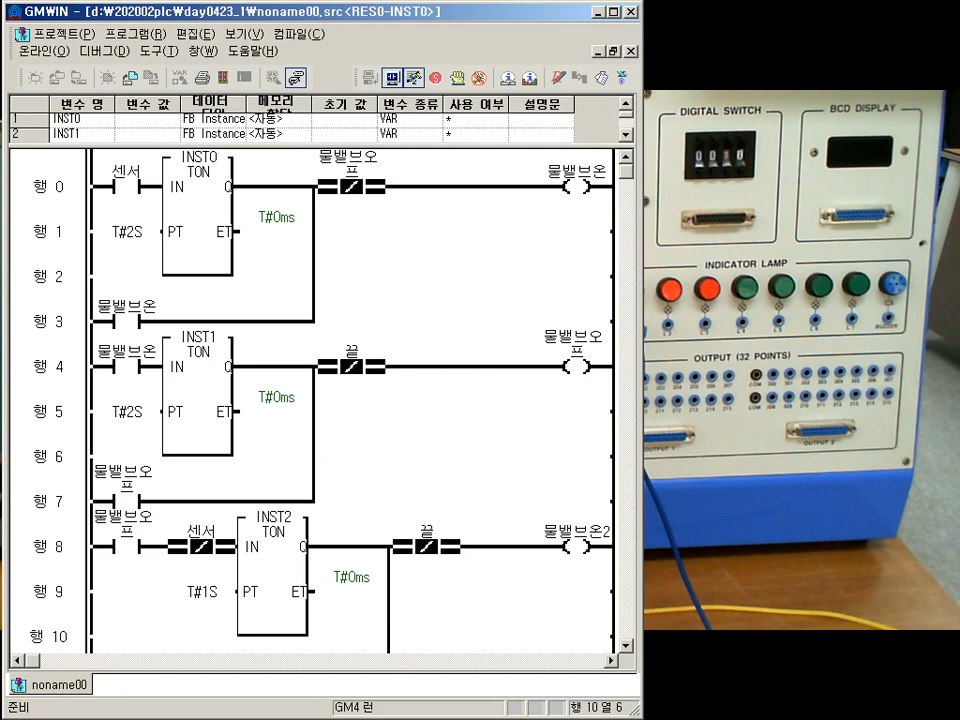 GMWIN - [d:₩202002plc₩day0423_1₩noname00.src<RES0-INST0>]
프로젝트(P) 프로그램(R) 편집(E) 보기(V) 컴파일(C)
온라인(O) 디버그(D) 도구(T) 창(W) 도움말(H)
변수 명 변수 값 데이터 메모리 초기 값 변수 종류 사용 여부 설명문
1 INST0 FB Instance <자동> VAR *
2 INST1 FB Instance <자동> VAR *
센서 INST0 TON 물밸브오프 물밸브온
행 0 IN Q
T#0ms
행 1 T#2S PT ET
행 2
물밸브온
행 3
물밸브온 INST1 TON 끝 물밸브오프
행 4 IN Q
T#0ms
행 5 T#2S PT ET
행 6
물밸브오프
행 7
물밸브오프 센서 INST2 TON 끝 물밸브온2
행 8 IN Q
T#0ms
행 9 T#1S PT ET
행 10
noname00
준비 GM4 런 행 10 열 6
DIGITAL SWITCH
BCD DISPLAY
INDICATOR LAMP
BUZZER
OUTPUT (32 POINTS)
COM
COM
OUTPUT 1
OUTPUT 2